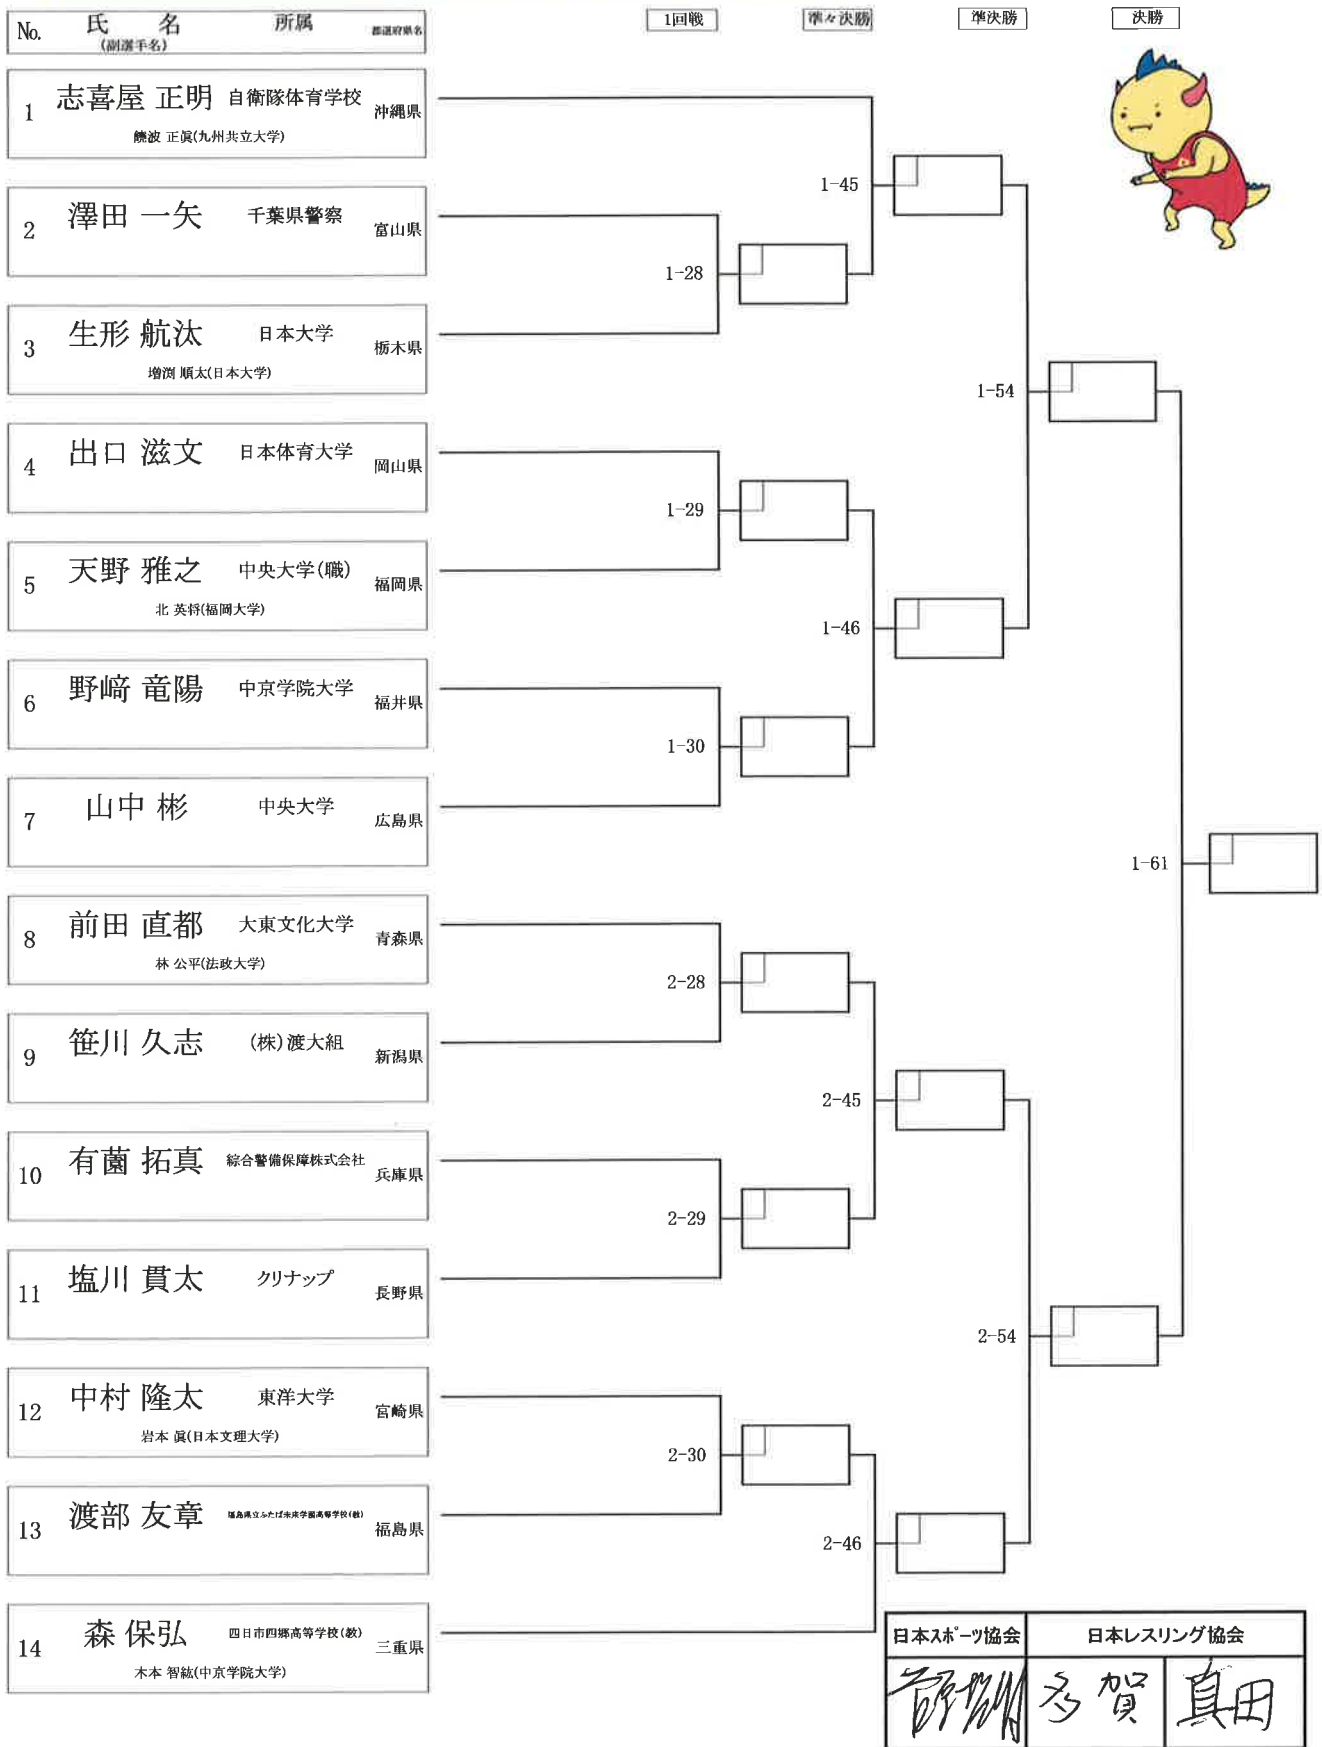 No. 氏 名 所属 都道府県名 1回戦 準々決勝 準決勝 決勝
(副選手名)
1 志喜屋 正明 自衛隊体育学校 沖縄県
饒波 正眞(九州共立大学)
1-45
2 澤田 一矢 千葉県警察 富山県
1-28
3 生形 航汰 日本大学 栃木県
増渕 順太(日本大学)
1-54
4 出口 滋文 日本体育大学 岡山県
1-29
5 天野 雅之 中央大学(職) 福岡県
北 英将(福岡大学)
1-46
6 野﨑 竜陽 中京学院大学 福井県
1-30
7 山中 彬 中央大学 広島県
1-61
8 前田 直都 大東文化大学 青森県
林 公平(法政大学)
2-28
9 笹川 久志 (株)渡大組 新潟県
2-45
10 有薗 拓真 綜合警備保障株式会社 兵庫県
2-29
11 塩川 貫太 クリナップ 長野県
2-54
12 中村 隆太 東洋大学 宮崎県
岩本 眞(日本文理大学)
2-30
13 渡部 友章 福島県立ふたば未来学園高等学校(教) 福島県
2-46
14 森 保弘 四日市四郷高等学校(教) 三重県
木本 智紘(中京学院大学)
日本スポーツ協会 日本レスリング協会
多賀 真田